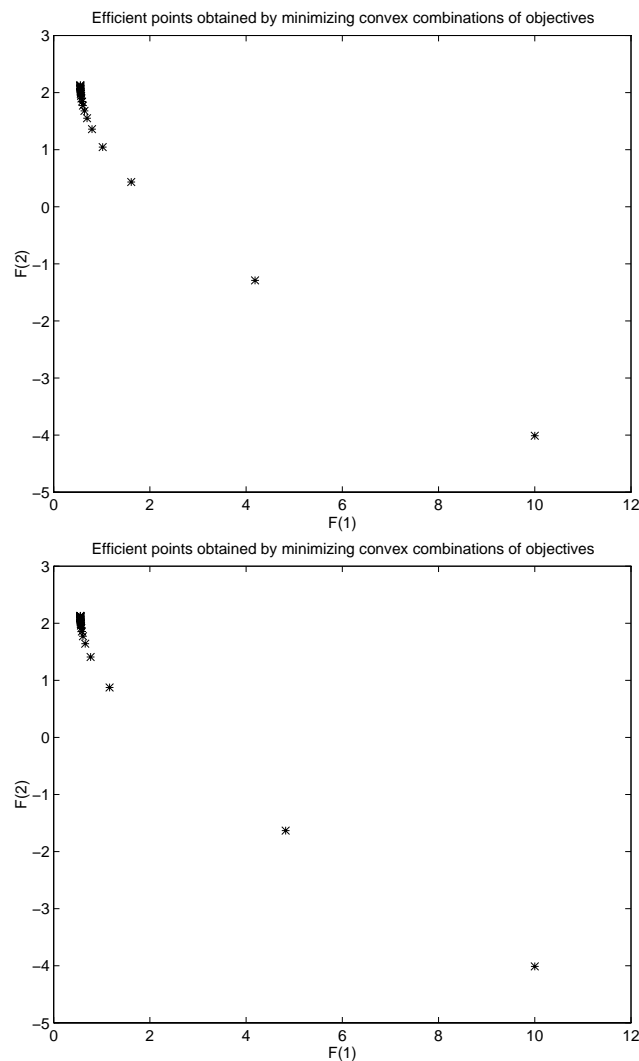 Efficient points obtained by minimizing convex combinations of objectives
3
2
1
0
−1
−2
−3
−4
−5
F(2)
0 2 4 6 8 10 12
F(1)
Efficient points obtained by minimizing convex combinations of objectives
3
2
1
0
−1
−2
−3
−4
−5
F(2)
0 2 4 6 8 10 12
F(1)